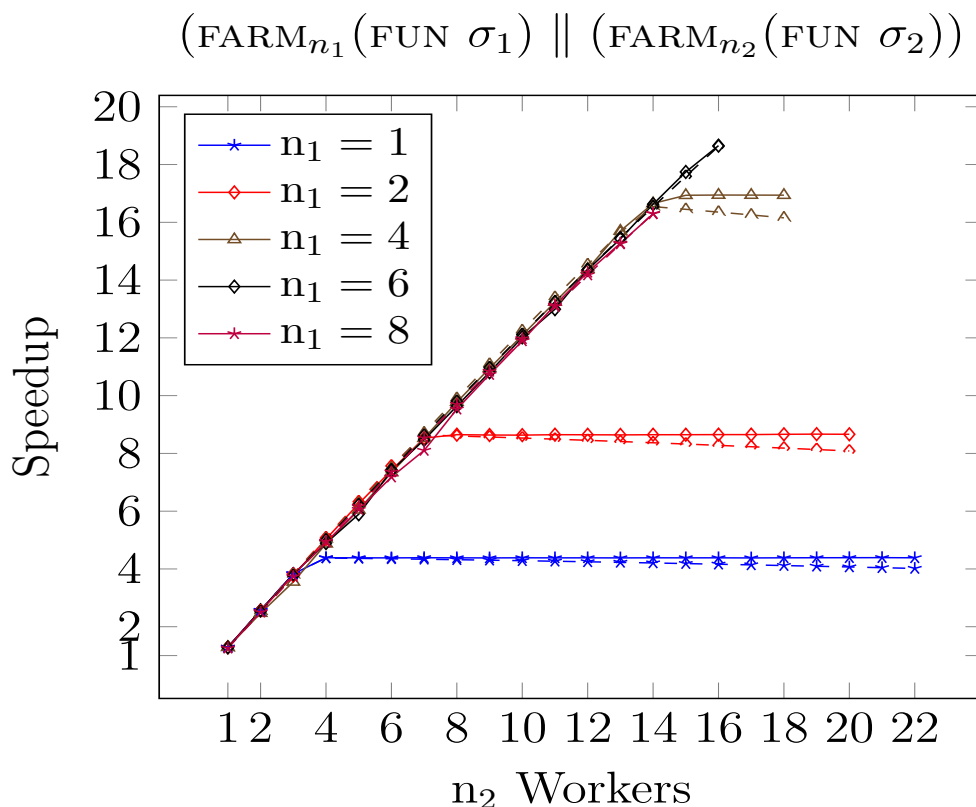 (FARMₙ₁(FUN σ₁) ∥ (FARMₙ₂(FUN σ₂))
20
18
16
14
12
10
8
6
4
2
1
Speedup
n₁ = 1
n₁ = 2
n₁ = 4
n₁ = 6
n₁ = 8
1 2 4 6 8 10 12 14 16 18 20 22
n₂ Workers